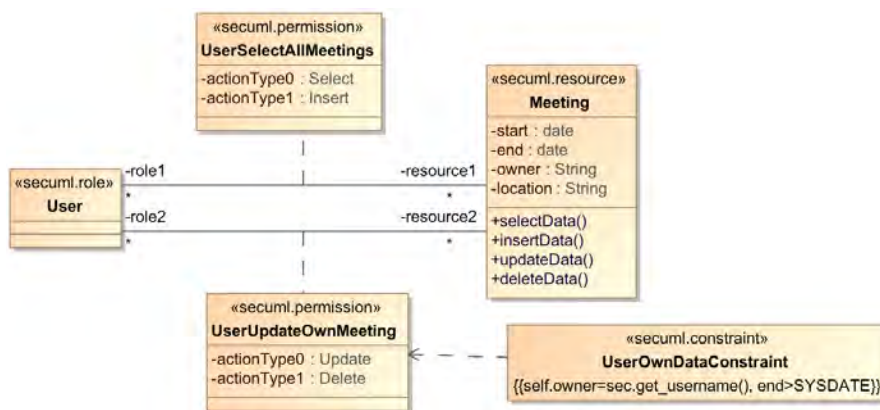 «secuml.permission»
UserSelectAllMeetings
-actionType0 : Select
-actionType1 : Insert
«secuml.resource»
Meeting
-start : date
-end : date
-owner : String
-location : String
+selectData()
+insertData()
+updateData()
+deleteData()
«secuml.role»
User
-role1
*
-resource1
*
-role2
*
-resource2
*
«secuml.permission»
UserUpdateOwnMeeting
-actionType0 : Update
-actionType1 : Delete
«secuml.constraint»
UserOwnDataConstraint
{{self.owner=sec.get_username(), end>SYSDATE}}